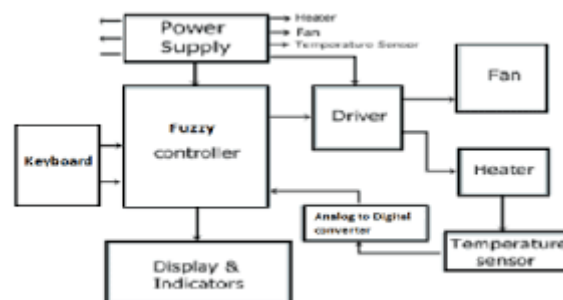 Power
Supply
Heater
Fan
Temperature Sensor
Fuzzy
controller
Driver
Fan
Keyboard
Heater
Analog to Digital
converter
Temperature
sensor
Display &
Indicators